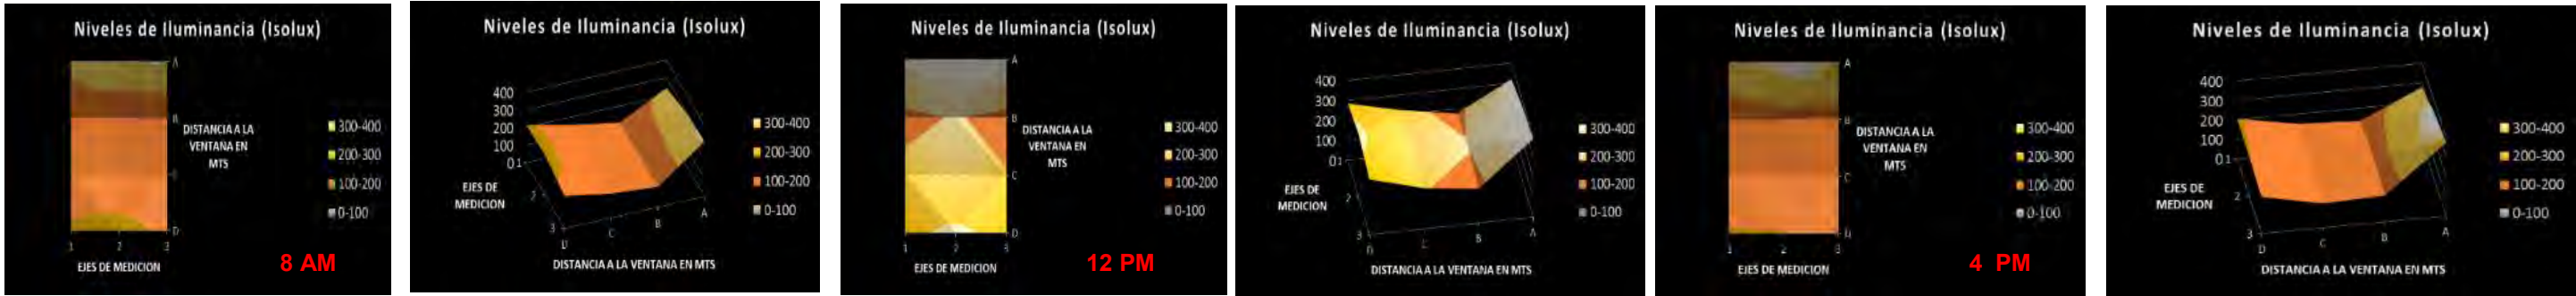 Niveles de Iluminancia (Isolux)
A
B
DISTANCIA A LA
VENTANA EN
MTS
D
1 2 3
EJES DE MEDICION
300-400
200-300
100-200
0-100
8 AM
Niveles de Iluminancia (Isolux)
400
300
200
100
0
1
2
3
EJES DE
MEDICION
D C B A
DISTANCIA A LA VENTANA EN MTS
300-400
200-300
100-200
0-100
Niveles de Iluminancia (Isolux)
A
B
DISTANCIA A LA
VENTANA EN
MTS
C
D
1 2 3
EJES DE MEDICION
300-400
200-300
100-200
0-100
12 PM
Niveles de Iluminancia (Isolux)
400
300
200
100
0
1
2
3
EJES DE
MEDICION
D C B A
DISTANCIA A LA VENTANA EN MTS
300-400
200-300
100-200
0-100
Niveles de Iluminancia (Isolux)
A
B
DISTANCIA A LA
VENTANA EN
MTS
C
D
1 2 3
EJES DE MEDICION
300-400
200-300
100-200
0-100
4 PM
Niveles de Iluminancia (Isolux)
400
300
200
100
0
1
2
3
EJES DE
MEDICION
D C B A
DISTANCIA A LA VENTANA EN MTS
300-400
200-300
100-200
0-100